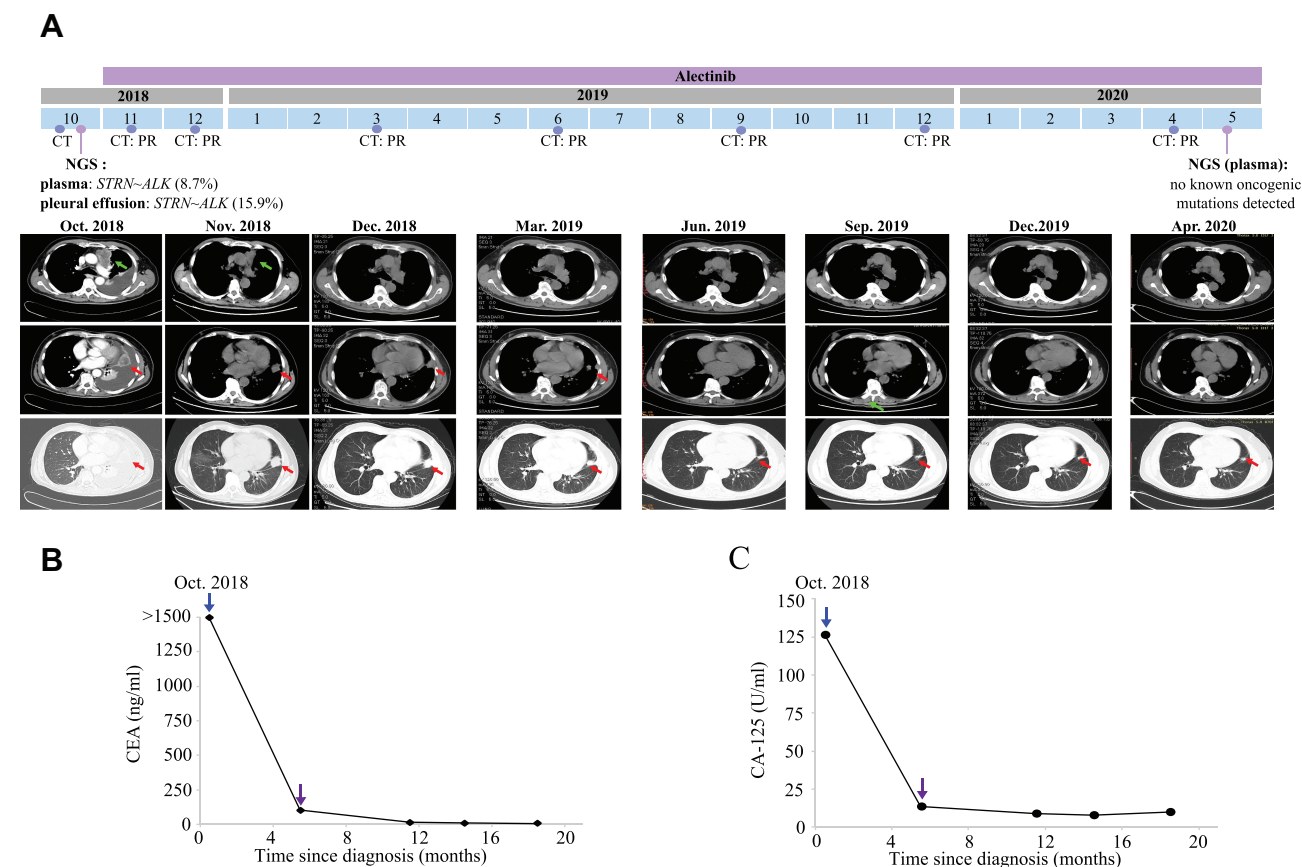 A
Alectinib
2018 2019 2020
10 11 12 1 2 3 4 5 6 7 8 9 10 11 12 1 2 3 4 5
CT CT: PR CT: PR CT: PR CT: PR CT: PR CT: PR CT: PR
NGS :
plasma: STRN~ALK (8.7%)
pleural effusion: STRN~ALK (15.9%)
NGS (plasma):
no known oncogenic
mutations detected
Oct. 2018 Nov. 2018 Dec. 2018 Mar. 2019 Jun. 2019 Sep. 2019 Dec.2019 Apr. 2020
B
Oct. 2018
>1500
1250
1000
750
500
250
0
CEA (ng/ml)
0 4 8 12 16 20
Time since diagnosis (months)
C
Oct. 2018
150
125
100
75
50
25
0
CA-125 (U/ml)
0 4 8 12 16 20
Time since diagnosis (months)